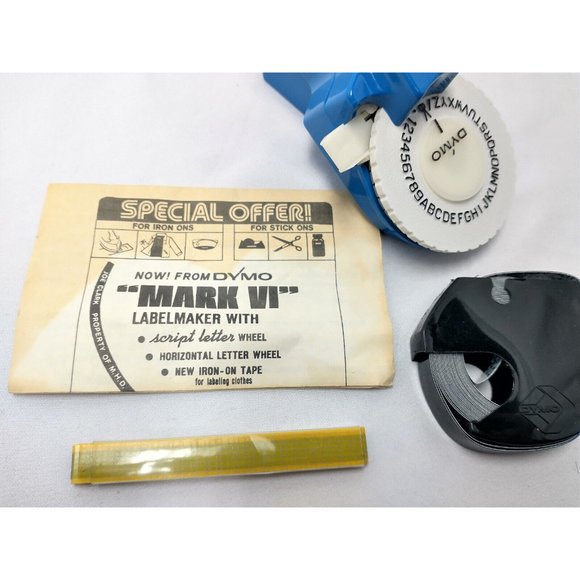 SPECIAL OFFER!
FOR IRON ONS
FOR STICK ONS
NOW! FROM DYMO
"MARK VI"
LABELMAKER WITH
• script letter WHEEL
• HORIZONTAL LETTER WHEEL
• NEW IRON-ON TAPE
for labeling clothes
JOE CLARK PROPERTY OF M.H.D.
DYMO
123456789ABCDEFGHIJKLMNOPQRSTUVWXYZ
DYMO